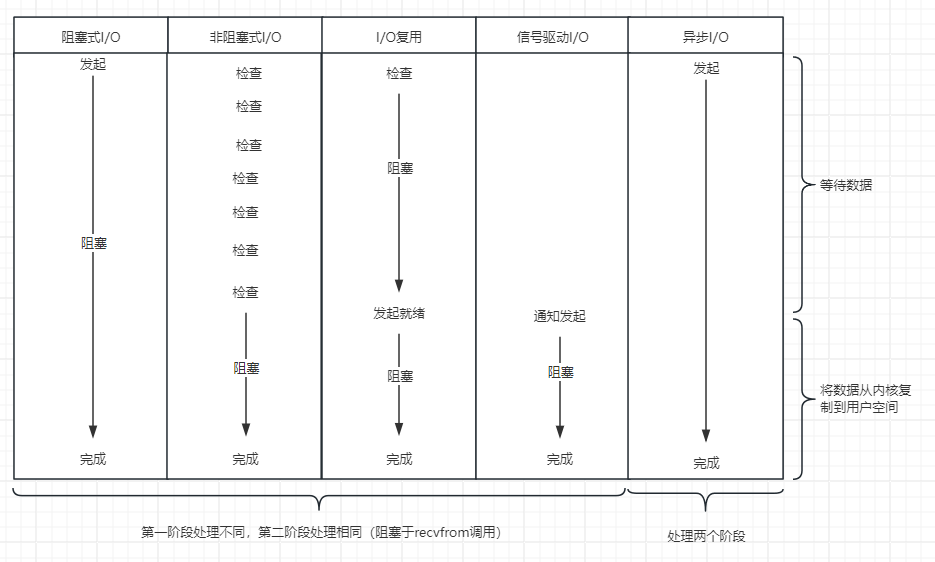 阻塞式I/O
非阻塞式I/O
I/O复用
信号驱动I/O
异步I/O
发起
阻塞
完成
检查
检查
检查
检查
检查
检查
检查
阻塞
完成
检查
阻塞
发起就绪
阻塞
完成
通知发起
阻塞
完成
发起
完成
等待数据
将数据从内核复
制到用户空间
第一阶段处理不同，第二阶段处理相同（阻塞于recvfrom调用）
处理两个阶段